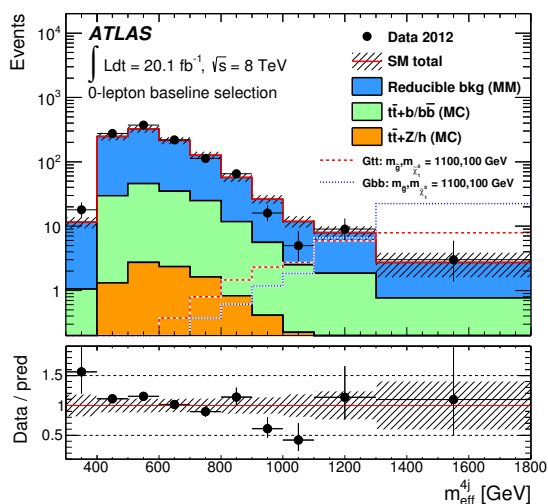 ATLAS
∫ Ldt = 20.1 fb⁻¹, √s = 8 TeV
0-lepton baseline selection
Data 2012
SM total
Reducible bkg (MM)
tt̄+b/bb̄ (MC)
tt̄+Z/h (MC)
Gtt: m_g̃, m_χ̃₁⁰ = 1100,100 GeV
Gbb: m_g̃, m_χ̃₁⁰ = 1100,100 GeV
Events
10⁴
10³
10²
10
1
Data / pred
1.5
1
0.5
400 600 800 1000 1200 1400 1600 1800
m_eff^4j [GeV]